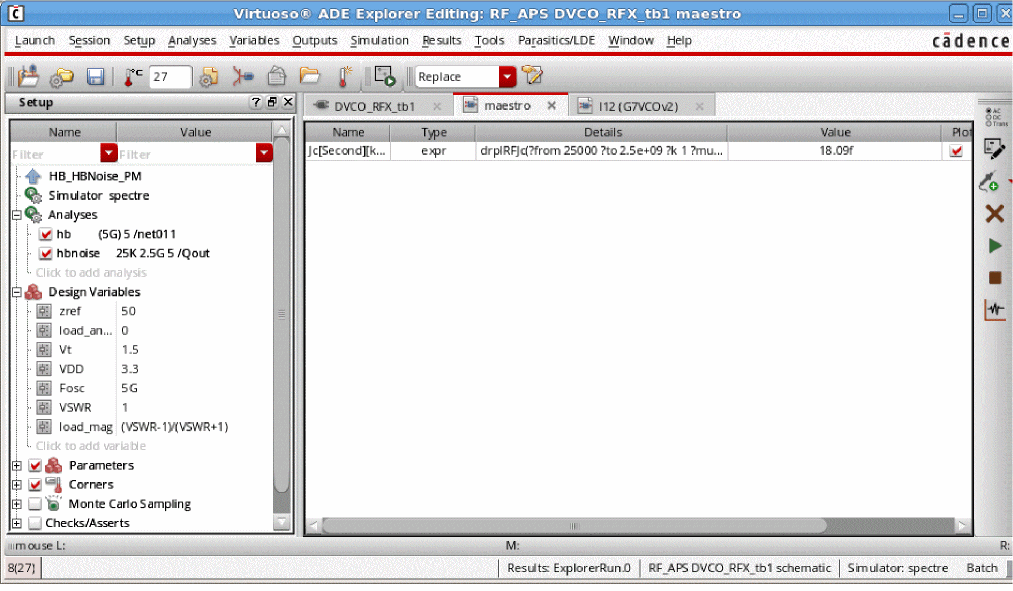 Virtuoso® ADE Explorer Editing: RF_APS DVCO_RFX_tb1 maestro
Launch Session Setup Analyses Variables Outputs Simulation Results Tools Parasitics/LDE Window Help
cādence
°C 27 Replace
Setup
DVCO_RFX_tb1 maestro I12 (G7VCOv2)
AC
DC
Trans
Name Value
Name Type Details Value Plot
Filter Filter
Jc[Second][k... expr drplRFJc(?from 25000 ?to 2.5e+09 ?k 1 ?mu... 18.09f
HB_HBNoise_PM
Simulator spectre
Analyses
hb (5G) 5 /net011
hbnoise 25K 2.5G 5 /Qout
Click to add analysis
Design Variables
zref 50
load_an... 0
Vt 1.5
VDD 3.3
Fosc 5G
VSWR 1
load_mag (VSWR-1)/(VSWR+1)
Click to add variable
Parameters
Corners
Monte Carlo Sampling
Checks/Asserts
mouse L: M: R:
8(27) Results: ExplorerRun.0 RF_APS DVCO_RFX_tb1 schematic Simulator: spectre Batch